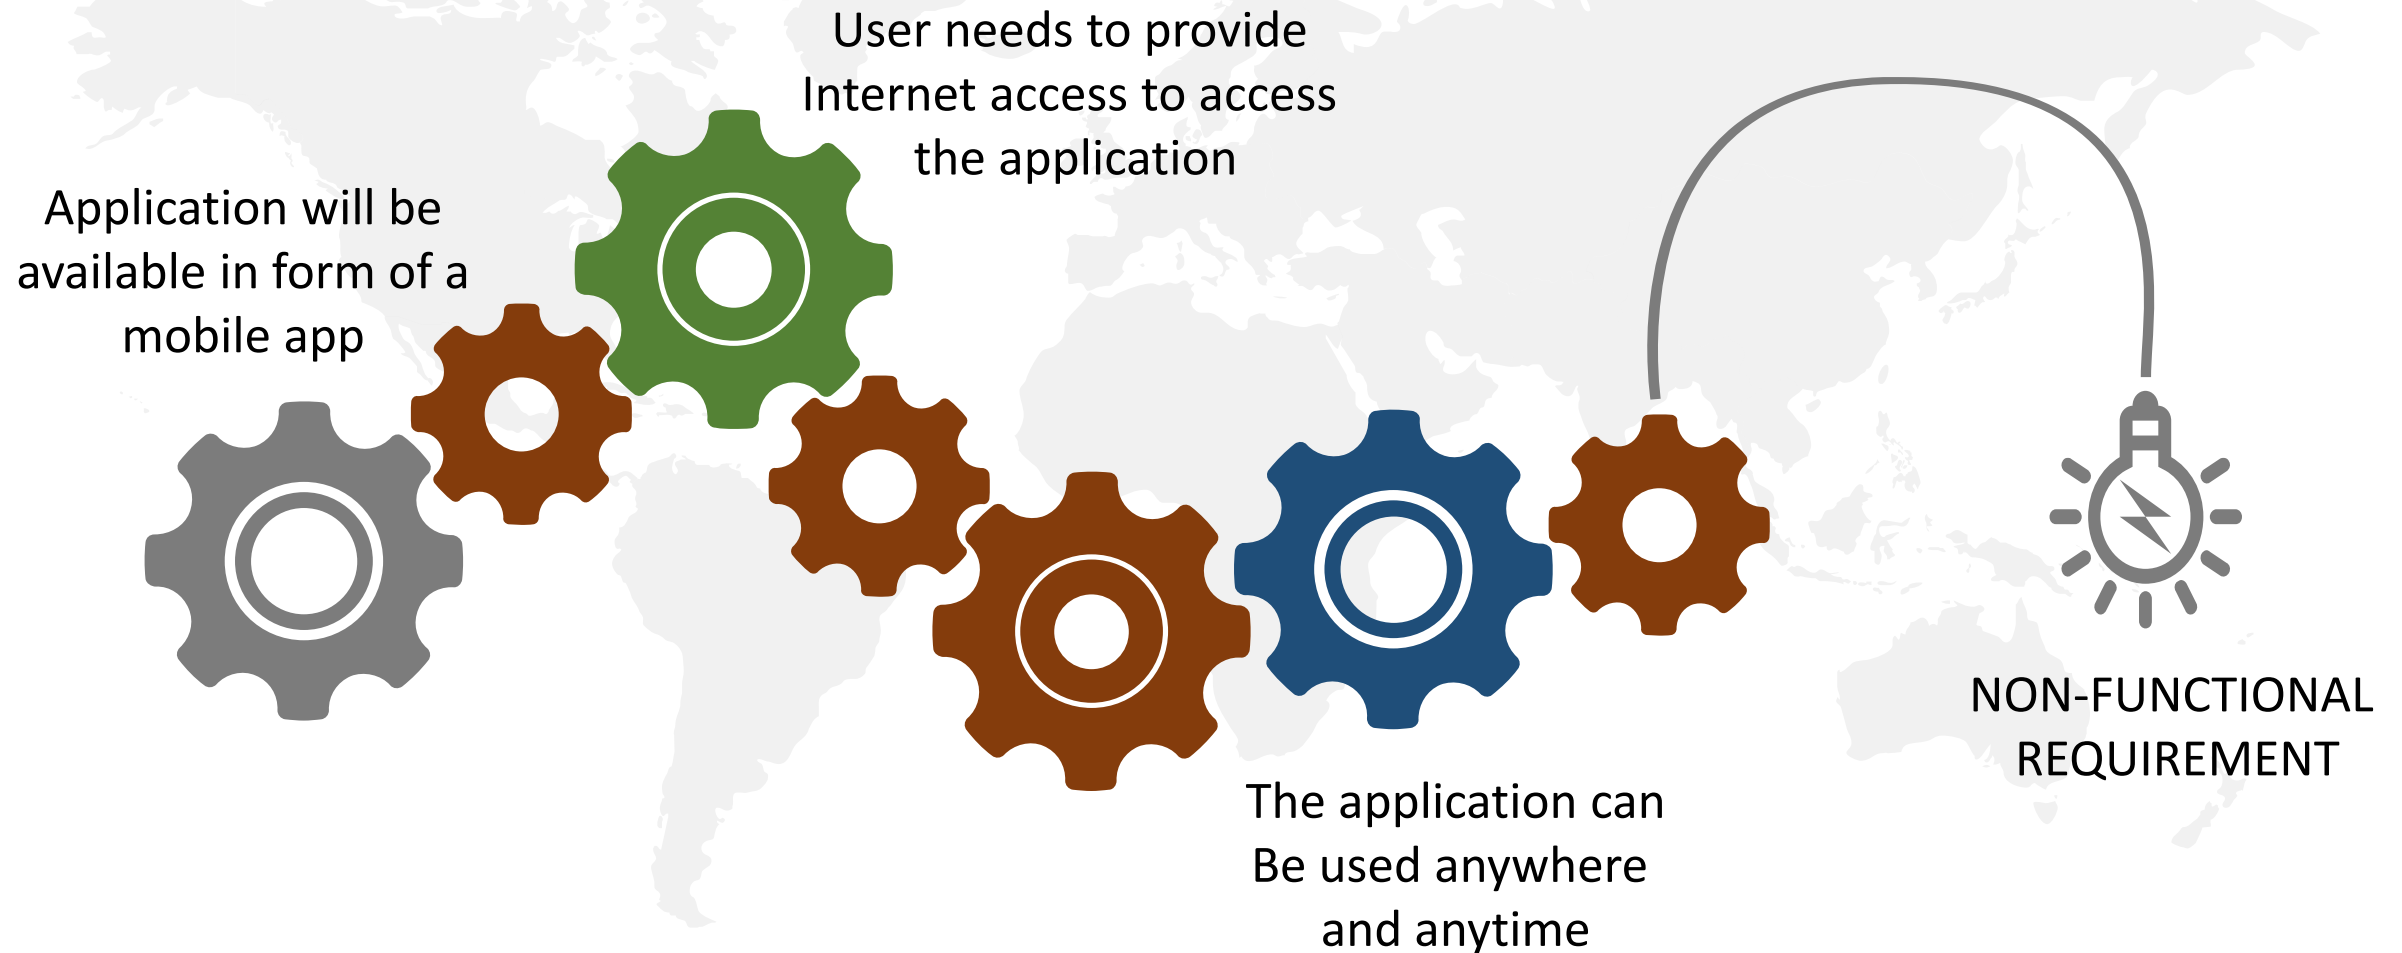 User needs to provide
Internet access to access
the application
Application will be
available in form of a
mobile app
NON-FUNCTIONAL
REQUIREMENT
The application can
Be used anywhere
and anytime